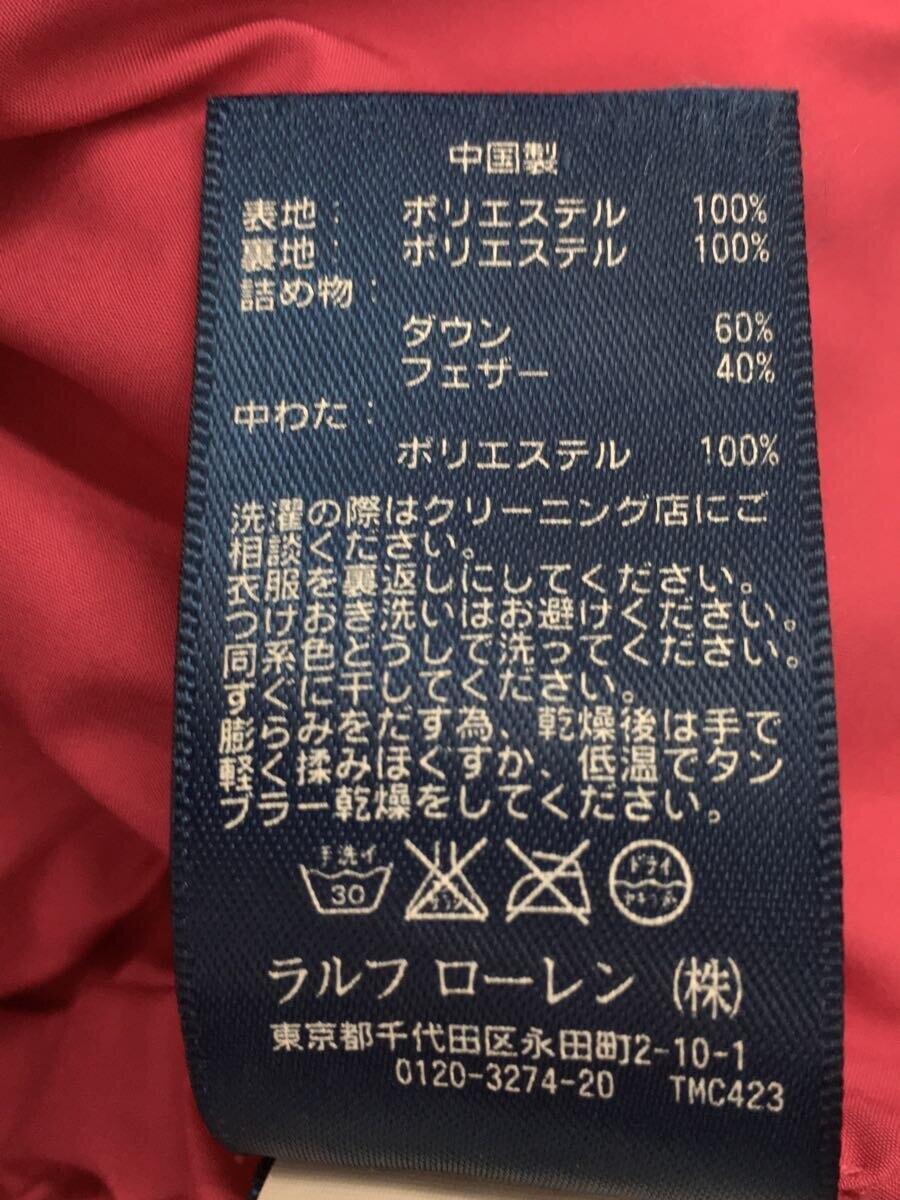 中国製
表地: ポリエステル 100%
裏地: ポリエステル 100%
詰め物:
ダウン 60%
フェザー 40%
中わた:
ポリエステル 100%
洗濯の際はクリーニング店にご
相談ください。
衣服を裏返しにしてください。
つけおき洗いはお避けください。
同系色どうしで洗ってください。
すぐに干してください。
膨らみをだす為、乾燥後は手で
軽く揉みほぐすか、低温でタン
ブラー乾燥をしてください。
手洗イ ドライ
30
ラルフ ローレン (株)
東京都千代田区永田町2-10-1
0120-3274-20 TMC423